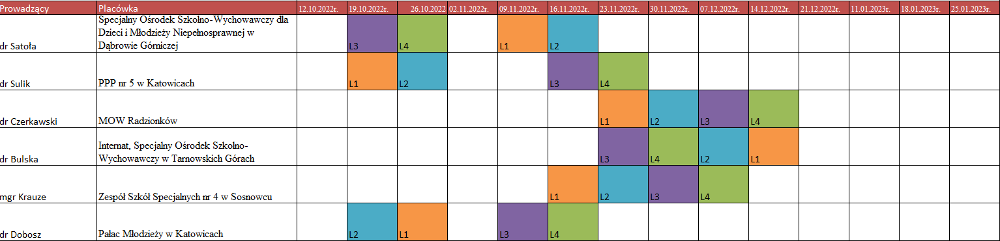 Prowadzący Placówka 12.10.2022r. 19.10.2022r. 26.10.2022 02.11.2022r. 09.11.2022r. 16.11.2022r. 23.11.2022r. 30.11.2022r. 07.12.2022r. 14.12.2022r. 21.12.2022r. 11.01.2023r. 18.01.2023r. 25.01.2023r.
Specjalny Ośrodek Szkolno-Wychowawczy dla
Dzieci i Młodzieży Niepełnosprawnej w
dr Satoła Dąbrowie Górniczej L3 L4 L1 L2
dr Sulik PPP nr 5 w Katowicach L1 L2 L3 L4
dr Czerkawski MOW Radzionków L1 L2 L3 L4
Internat, Specjalny Ośrodek Szkolno-
dr Bulska Wychowawczy w Tarnowskich Górach L3 L4 L2 L1
mgr Krauze Zespół Szkół Specjalnych nr 4 w Sosnowcu L1 L2 L3 L4
dr Dobosz Pałac Młodzieży w Katowicach L2 L1 L3 L4